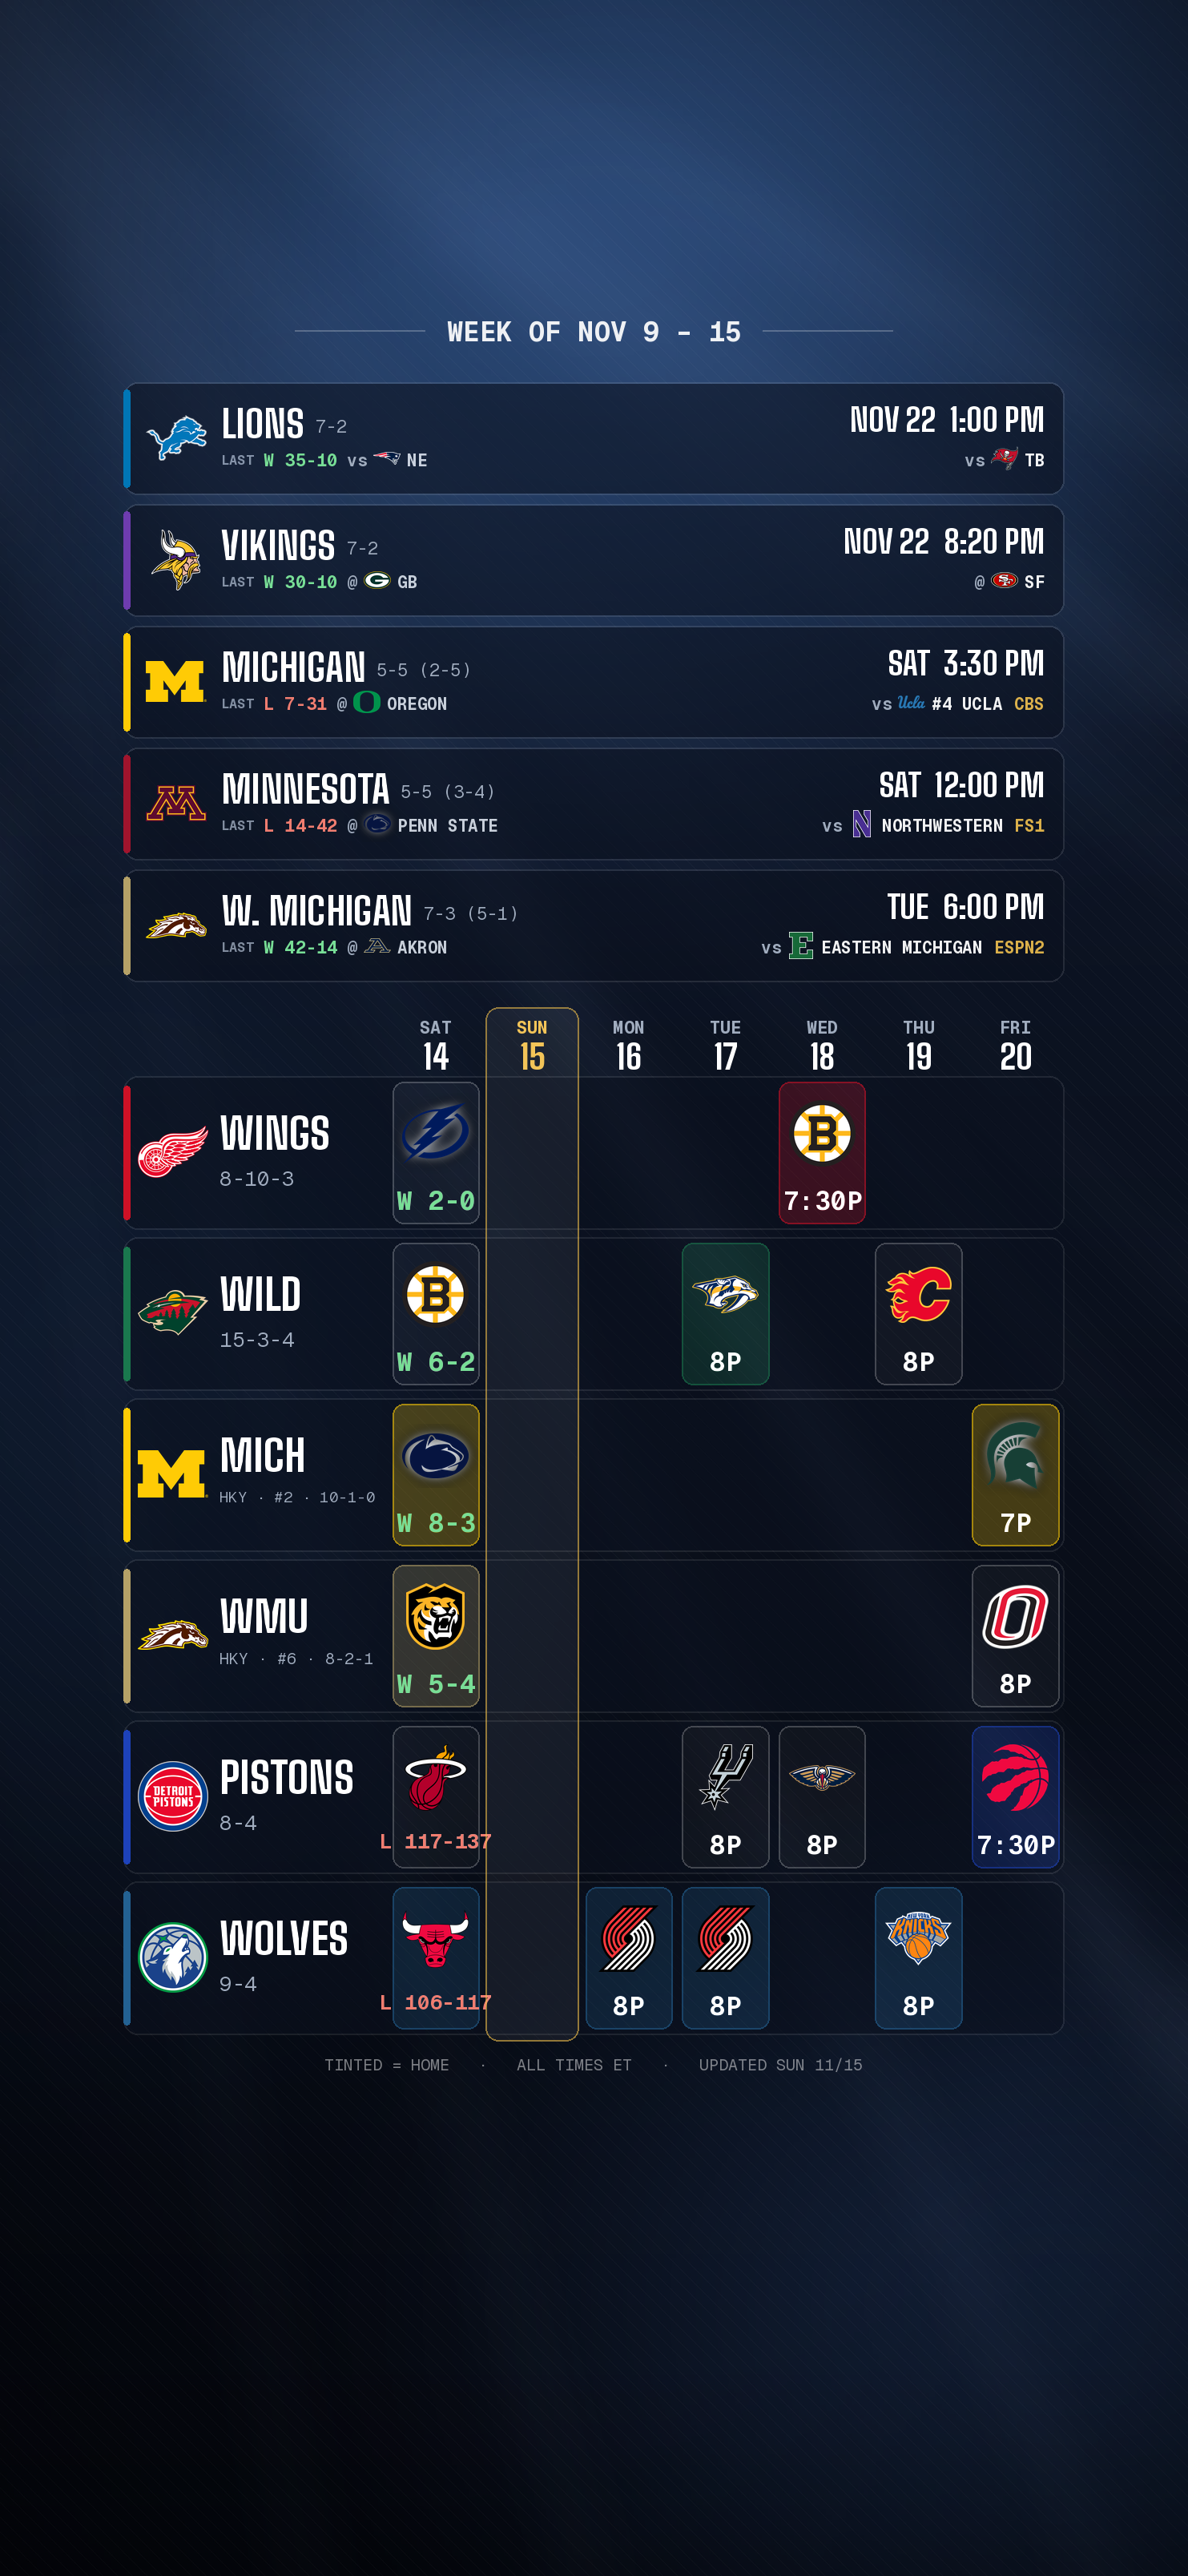 WEEK OF NOV 9 – 15
LIONS 7-2
NOV 22 1:00 PM
LAST W 35-10 vs NE
vs TB
VIKINGS 7-2
NOV 22 8:20 PM
LAST W 30-10 @ G GB
@ SF SF
MICHIGAN 5-5 (2-5)
SAT 3:30 PM
M
LAST L 7-31 @ O OREGON
vs Ucla #4 UCLA CBS
MINNESOTA 5-5 (3-4)
SAT 12:00 PM
M
LAST L 14-42 @ PENN STATE
vs N NORTHWESTERN FS1
W. MICHIGAN 7-3 (5-1)
TUE 6:00 PM
LAST W 42-14 @ A AKRON
vs E EASTERN MICHIGAN ESPN2
SAT SUN MON TUE WED THU FRI
14 15 16 17 18 19 20
WINGS
B
8-10-3
W 2-0 7:30P
WILD
B C
15-3-4
W 6-2 8P 8P
M MICH
HKY · #2 · 10-1-0
W 8-3 7P
WMU
O
HKY · #6 · 8-2-1
W 5-4 8P
PISTONS
DETROIT
PISTONS
8-4
L 117-137 8P 8P 7:30P
WOLVES
NEW YORK
KNICKS
9-4
L 106-117 8P 8P 8P
TINTED = HOME · ALL TIMES ET · UPDATED SUN 11/15